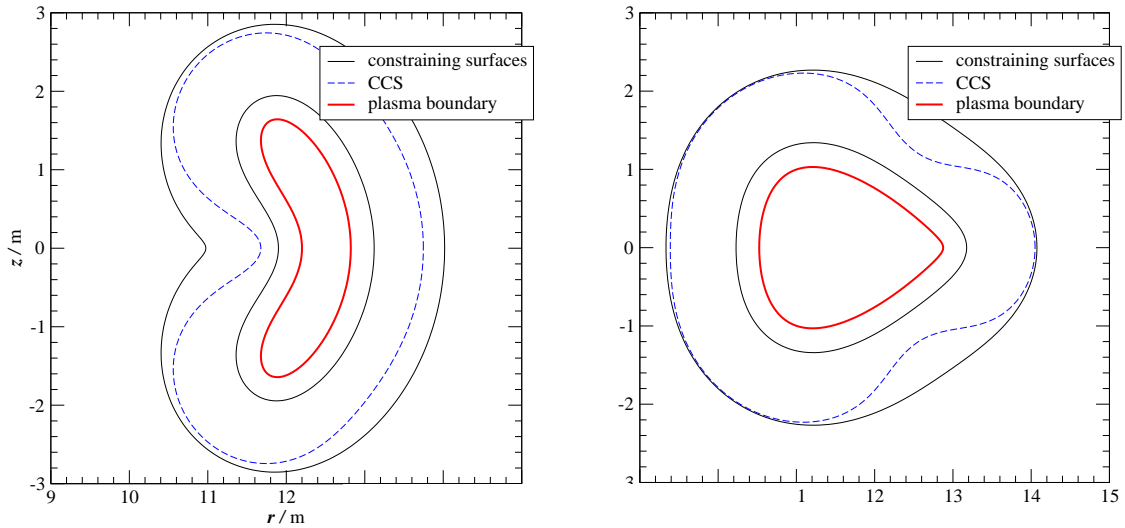 3
2
1
0
-1
-2
-3
z / m
9
10
11
12
r / m
constraining surfaces
CCS
plasma boundary
3
2
1
0
-1
-2
3
1
12
13
14
15
constraining surfaces
CCS
plasma boundary